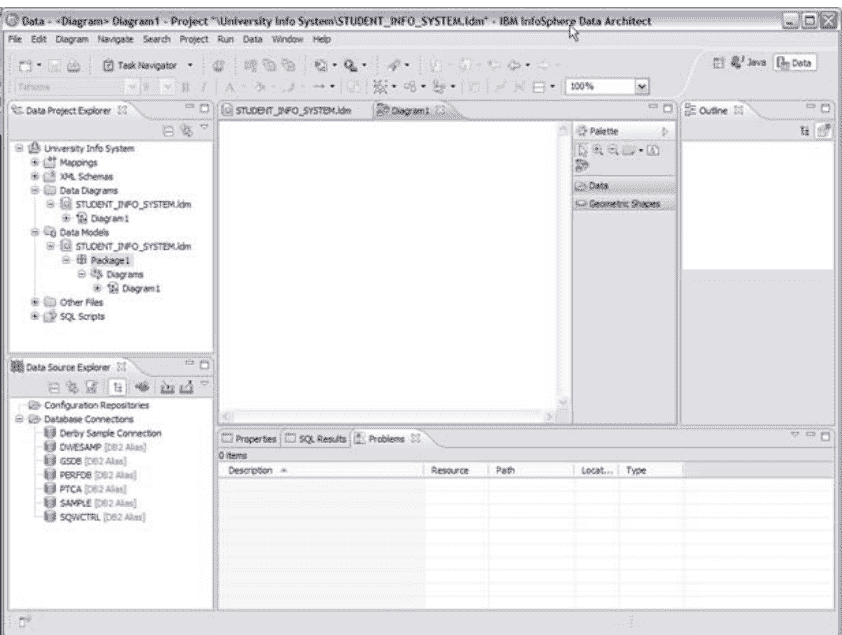 Data - <Diagram> Diagram1 - Project "\University Info System\STUDENT_INFO_SYSTEM.ldm" - IBM InfoSphere Data Architect
File Edit Diagram Navigate Search Project Run Data Window Help
Task Navigator
Java Data
Tahoma 9 B I A 100%
Data Project Explorer
University Info System
Mappings
XML Schemas
Data Diagrams
STUDENT_INFO_SYSTEM.ldm
Diagram1
Data Models
STUDENT_INFO_SYSTEM.ldm
Package1
Diagrams
Diagram1
Other Files
SQL Scripts
STUDENT_INFO_SYSTEM.ldm Diagram1
Palette
Data
Geometric Shapes
Outline
Data Source Explorer
Configuration Repositories
Database Connections
Derby Sample Connection
DWESAMP [DB2 Alias]
GSDB [DB2 Alias]
PERFDB [DB2 Alias]
PTCA [DB2 Alias]
SAMPLE [DB2 Alias]
SQWCTRL [DB2 Alias]
Properties SQL Results Problems
0 items
Description Resource Path Locat... Type